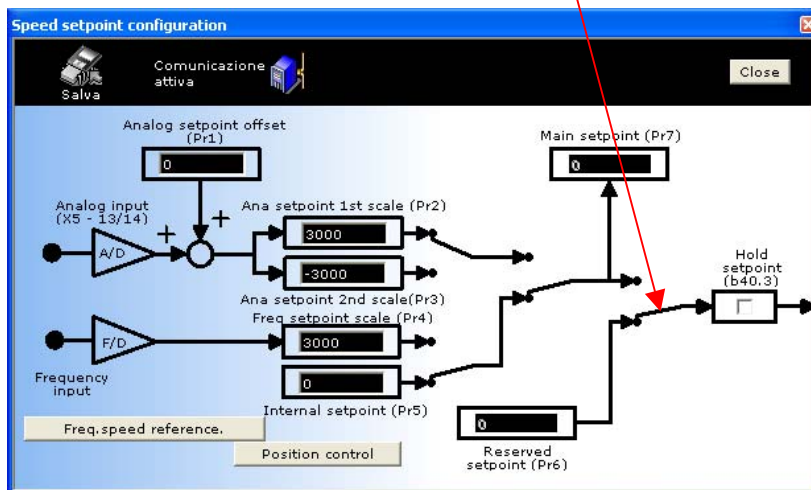 Speed setpoint configuration
Salva
Comunicazione
attiva
Close
Analog setpoint offset
(Pr1)
0
Main setpoint (Pr7)
0
Analog input
(X5 - 13/14)
A/D
+
+
Ana setpoint 1st scale (Pr2)
3000
-3000
Ana setpoint 2nd scale(Pr3)
Hold
setpoint
(b40.3)
Freq setpoint scale (Pr4)
F/D
3000
Frequency
input
0
Internal setpoint (Pr5)
Freq.speed reference.
Position control
0
Reserved
setpoint (Pr6)